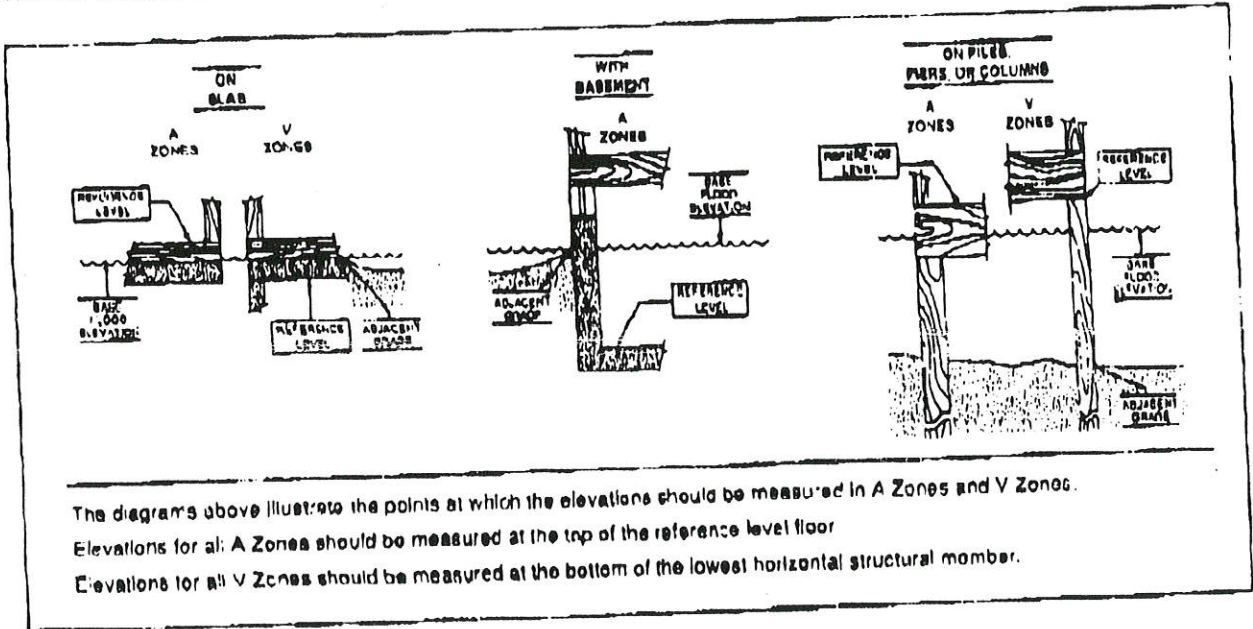 ON
SLAB
A
ZONES
V
ZONES
REFERENCE
LEVEL
BASE
FLOOD
ELEVATION
REFERENCE
LEVEL
ADJACENT
GRADE
WITH
BASEMENT
A
ZONES
BASE
FLOOD
ELEVATION
ADJACENT
GRADE
REFERENCE
LEVEL
ON PILES,
PIERS, OR COLUMNS
A
ZONES
V
ZONES
REFERENCE
LEVEL
REFERENCE
LEVEL
BASE
FLOOD
ELEVATION
ADJACENT
GRADE
The diagrams above illustrate the points at which the elevations should be measured in A Zones and V Zones.
Elevations for all A Zones should be measured at the top of the reference level floor
Elevations for all V Zones should be measured at the bottom of the lowest horizontal structural member.